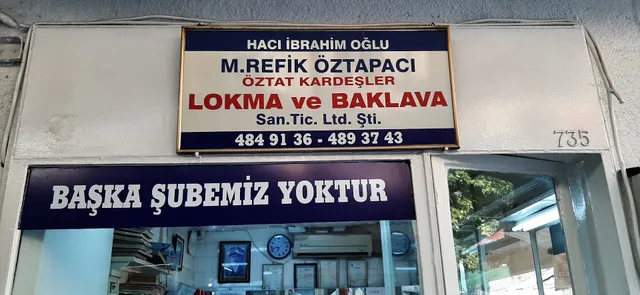 HACI İBRAHİM OĞLU
M.REFİK ÖZTAPACI
ÖZTAT KARDEŞLER
LOKMA ve BAKLAVA
San.Tic. Ltd. Şti.
484 91 36 - 489 37 43
735
BAŞKA ŞUBEMİZ YOKTUR